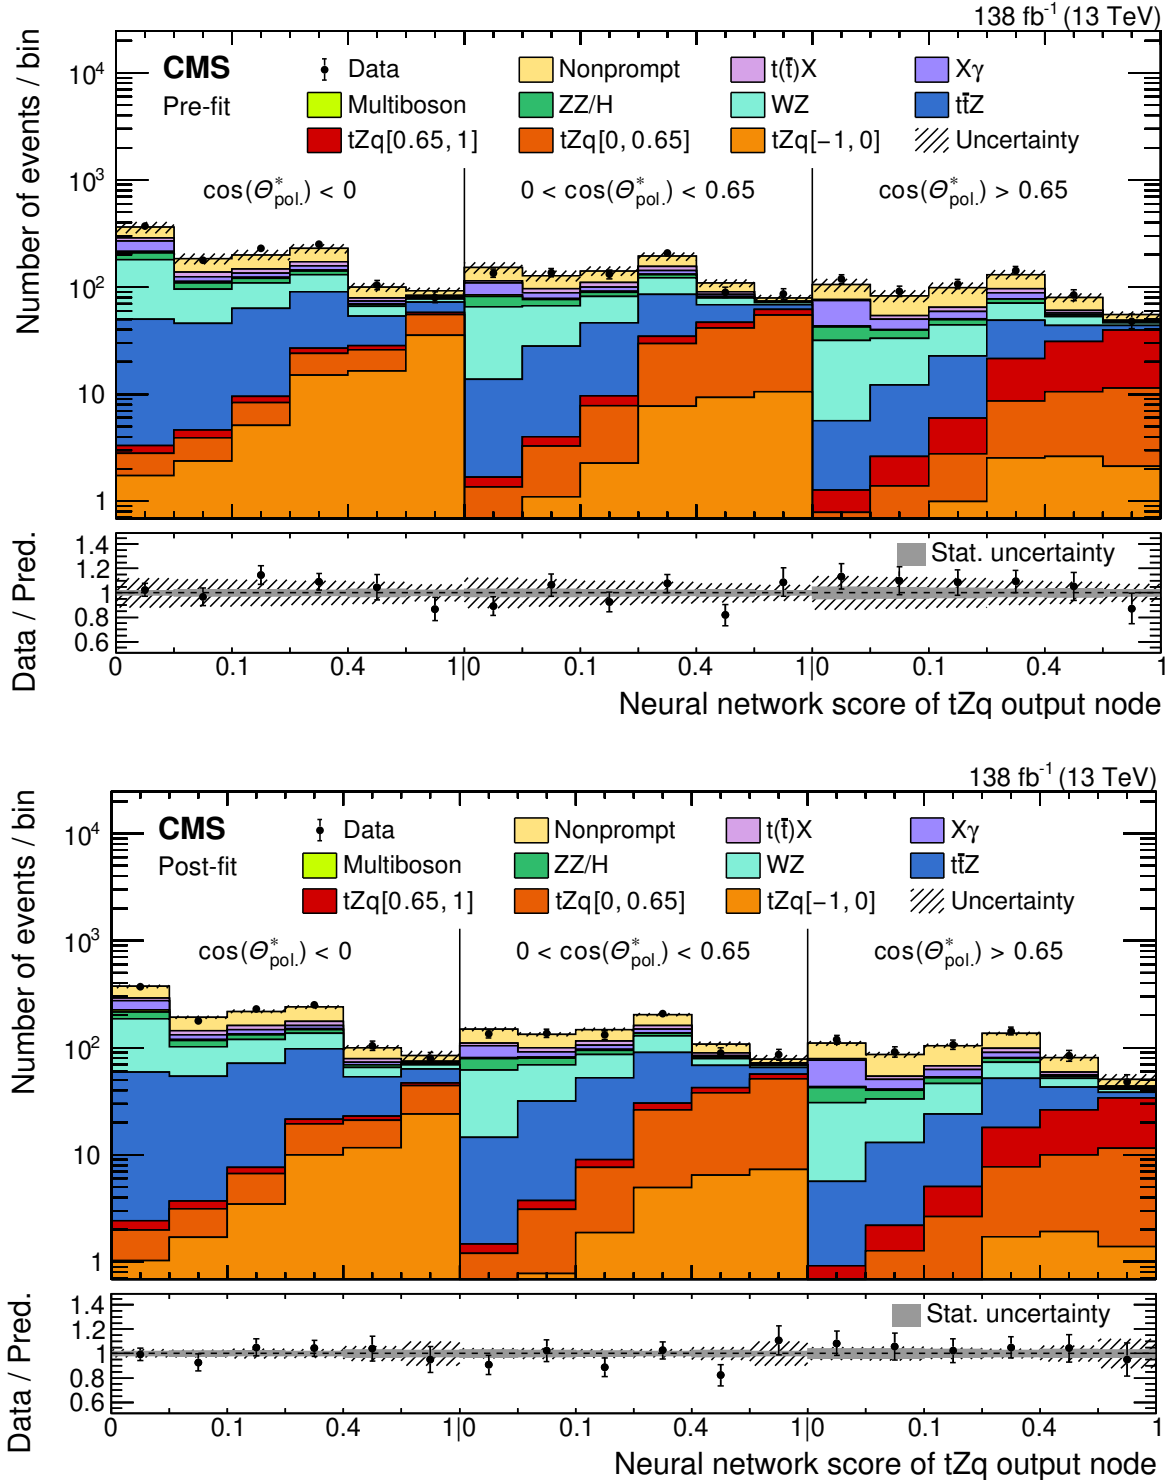 138 fb⁻¹ (13 TeV)
Number of events / bin
10⁴
10³
10²
10
1
CMS
Pre-fit
Data
Nonprompt
t(t̄)X
Xγ
Multiboson
ZZ/H
WZ
tt̄Z
tZq[0.65, 1]
tZq[0, 0.65]
tZq[−1, 0]
Uncertainty
cos(Θ*pol.) < 0
0 < cos(Θ*pol.) < 0.65
cos(Θ*pol.) > 0.65
Data / Pred.
1.4
1.2
1
0.8
0.6
Stat. uncertainty
0 0.1 0.4 1|0 0.1 0.4 1|0 0.1 0.4 1
Neural network score of tZq output node
138 fb⁻¹ (13 TeV)
Number of events / bin
10⁴
10³
10²
10
1
CMS
Post-fit
Data
Nonprompt
t(t̄)X
Xγ
Multiboson
ZZ/H
WZ
tt̄Z
tZq[0.65, 1]
tZq[0, 0.65]
tZq[−1, 0]
Uncertainty
cos(Θ*pol.) < 0
0 < cos(Θ*pol.) < 0.65
cos(Θ*pol.) > 0.65
Data / Pred.
1.4
1.2
1
0.8
0.6
Stat. uncertainty
0 0.1 0.4 1|0 0.1 0.4 1|0 0.1 0.4 1
Neural network score of tZq output node